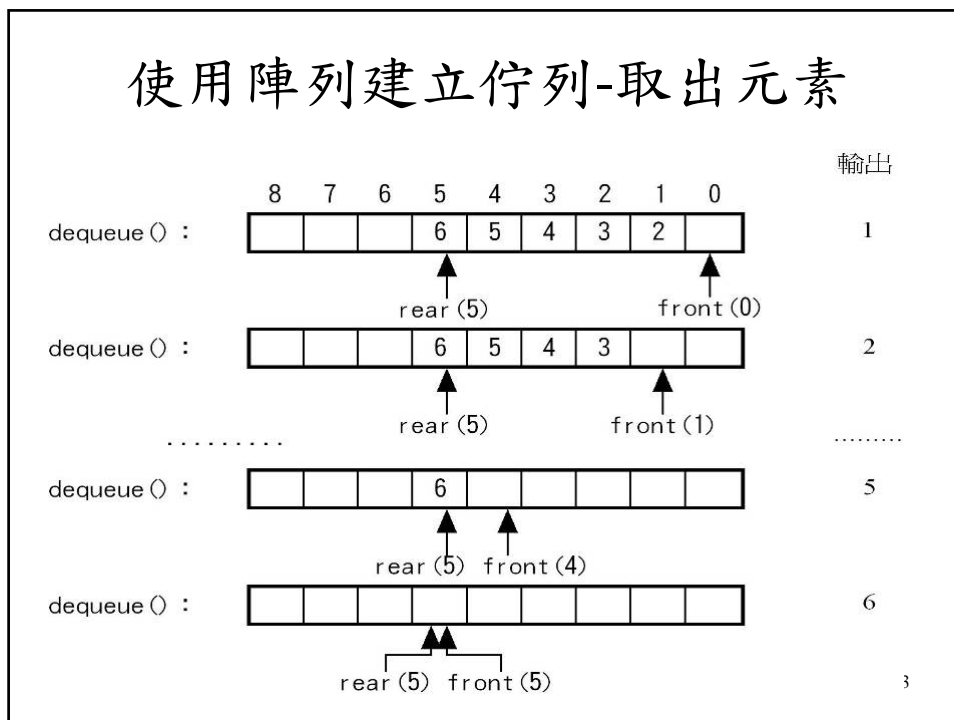 使用陣列建立佇列-取出元素
輸出
8 7 6 5 4 3 2 1 0
dequeue() : 6 5 4 3 2 1
rear(5) front(0)
dequeue() : 6 5 4 3 2
rear(5) front(1)
......... .........
dequeue() : 6 5
rear(5) front(4)
dequeue() : 6
rear(5) front(5)